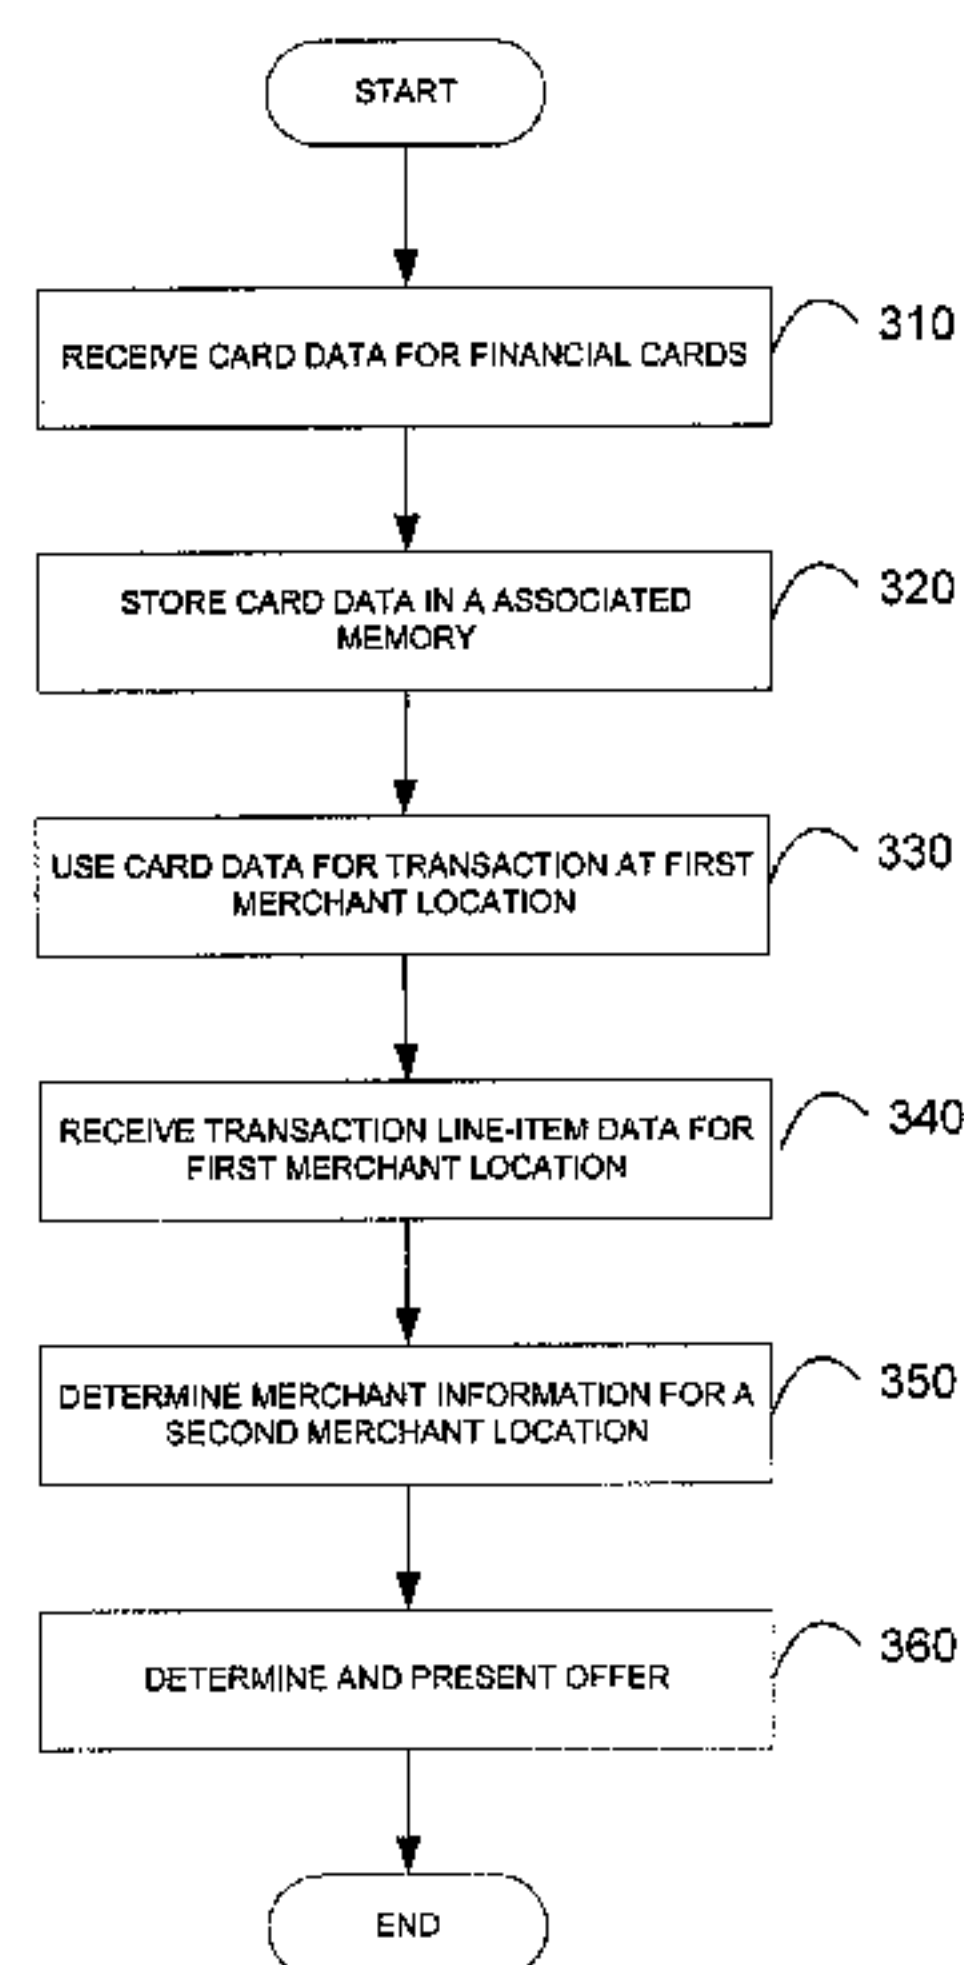 START
RECEIVE CARD DATA FOR FINANCIAL CARDS
310
STORE CARD DATA IN A ASSOCIATED
MEMORY
320
USE CARD DATA FOR TRANSACTION AT FIRST
MERCHANT LOCATION
330
RECEIVE TRANSACTION LINE-ITEM DATA FOR
FIRST MERCHANT LOCATION
340
DETERMINE MERCHANT INFORMATION FOR A
SECOND MERCHANT LOCATION
350
DETERMINE AND PRESENT OFFER
360
END